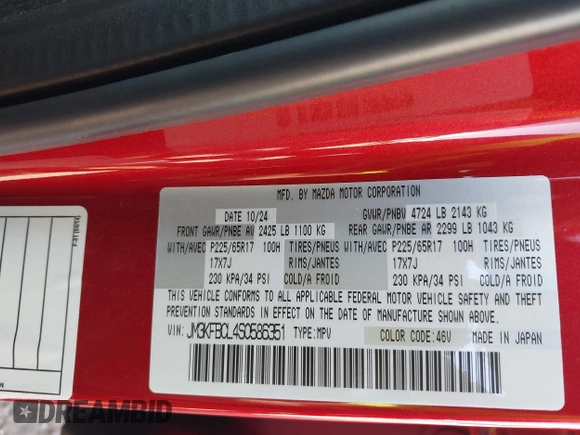 MFD. BY MAZDA MOTOR CORPORATION
DATE 10/24 GVWR/PNBV 4724 LB 2143 KG
FRONT GAWR/PNBE AV 2425 LB 1100 KG REAR GAWR/PNBE AR 2299 LB 1043 KG
WITH/AVEC P225/65R17 100H TIRES/PNEUS WITH/AVEC P225/65R17 100H TIRES/PNEUS
17X7J RIMS/JANTES 17X7J RIMS/JANTES
230 KPA/34 PSI COLD/A FROID 230 KPA/34 PSI COLD/A FROID
THIS VEHICLE CONFORMS TO ALL APPLICABLE FEDERAL MOTOR VEHICLE SAFETY AND THEFT
PREVENTION STANDARDS IN EFFECT ON THE DATE OF MANUFACTURE SHOWN ABOVE.
VIN: JM3KFBCL4S0586351 TYPE: MPV COLOR CODE: 46V MADE IN JAPAN
DREAMBID